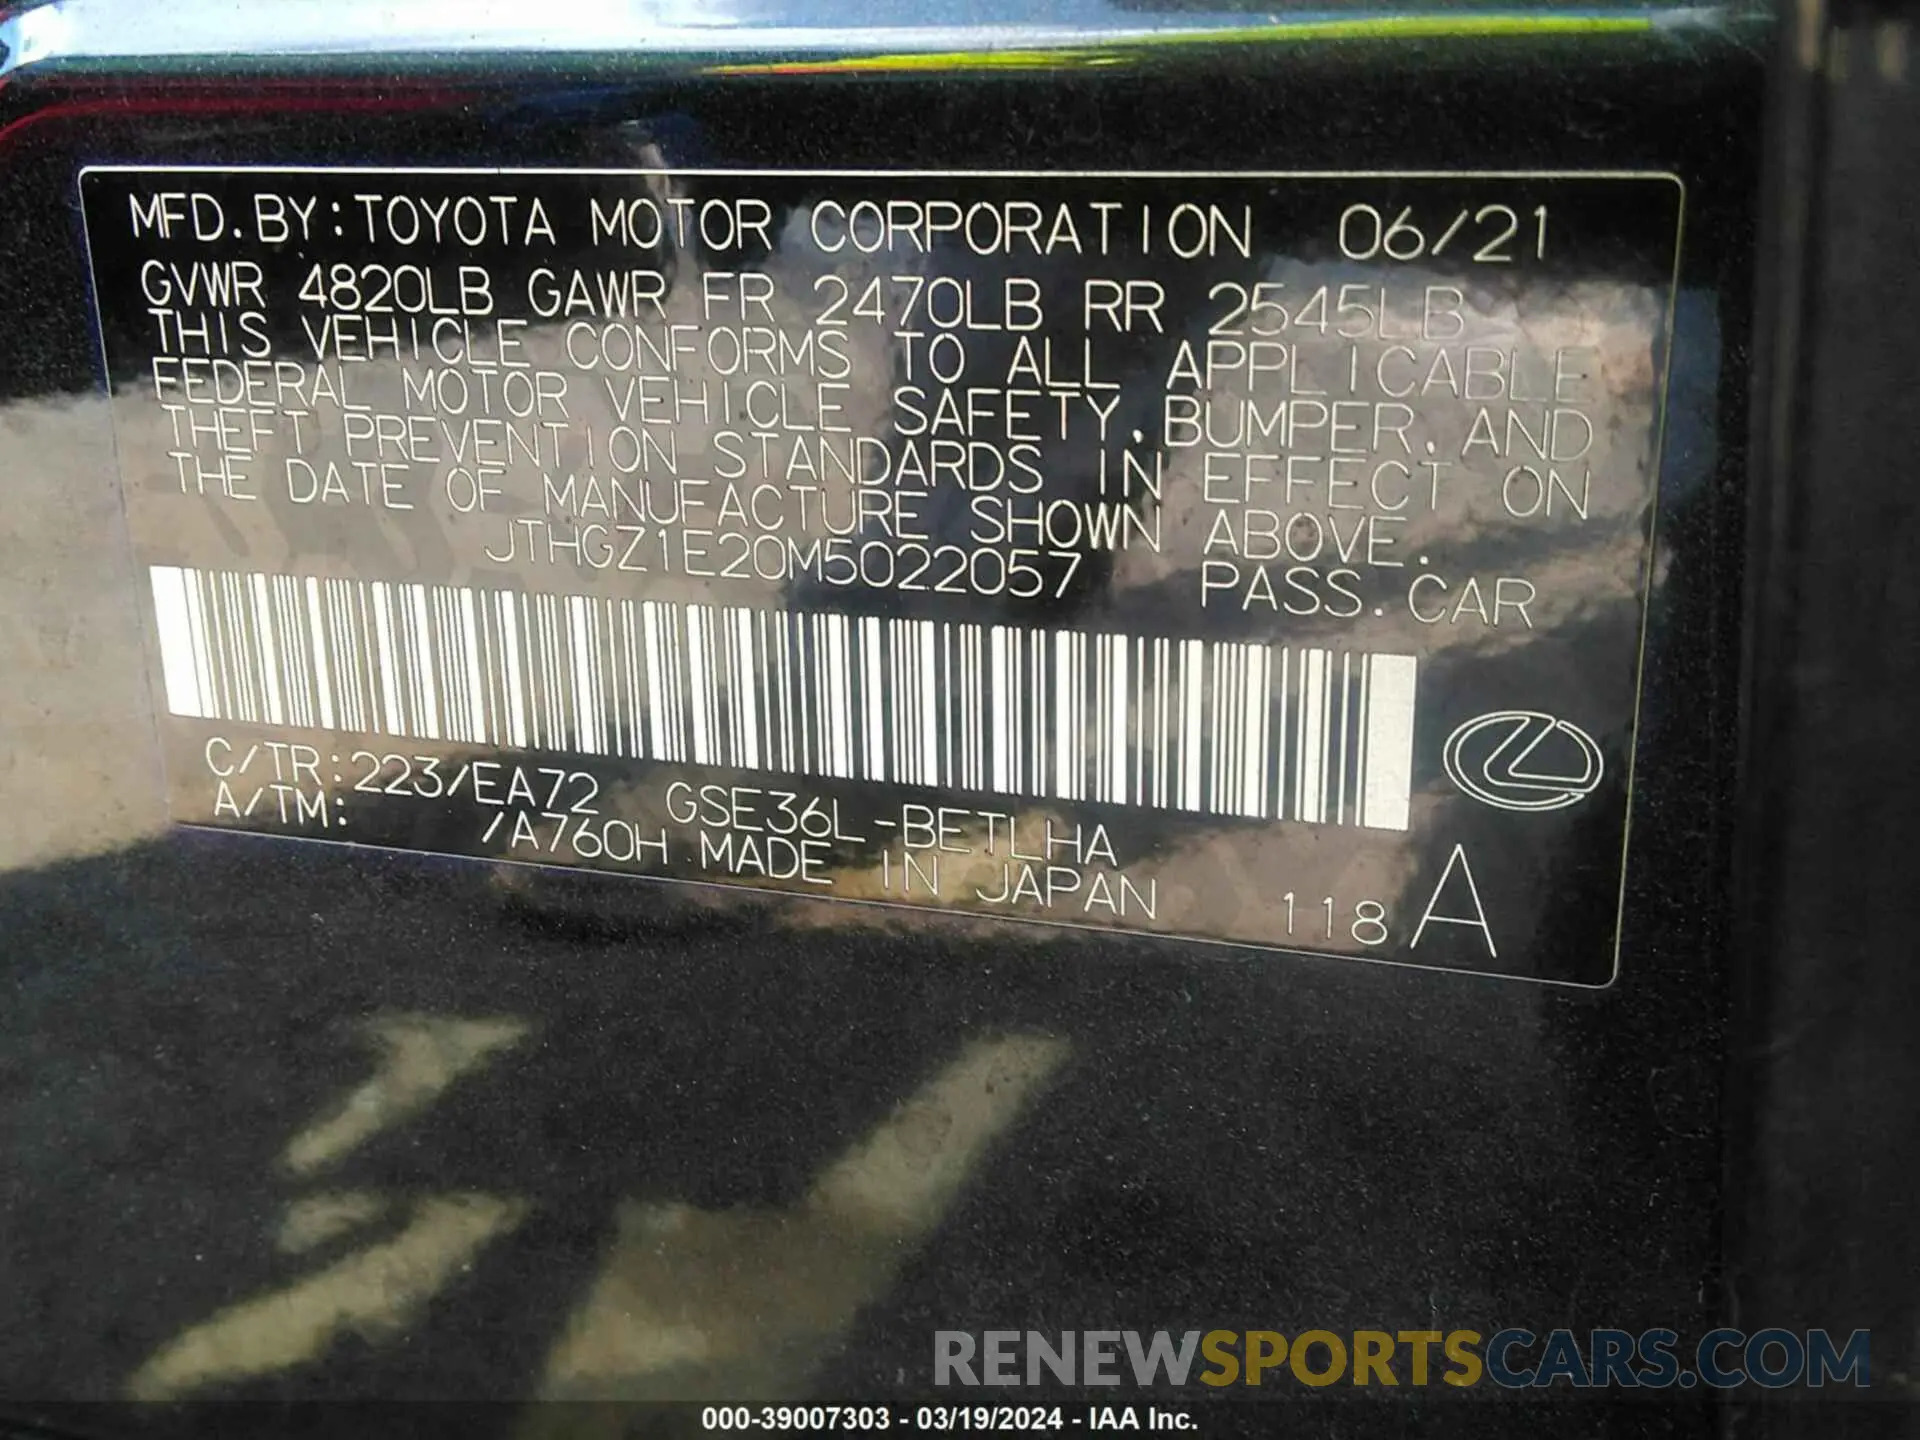 MFD. BY: TOYOTA MOTOR CORPORATION 06/21
GVWR 4820LB GAWR FR 2470LB RR 2545LB
THIS VEHICLE CONFORMS TO ALL APPLICABLE
FEDERAL MOTOR VEHICLE SAFETY, BUMPER, AND
THEFT PREVENTION STANDARDS IN EFFECT ON
THE DATE OF MANUFACTURE SHOWN ABOVE.
JTHGZ1E20M5022057 PASS. CAR
C/TR: 223/EA72 GSE36L-BETLHA
A/TM: /A760H MADE IN JAPAN 118 A
RENEWSPORTSCARS.COM
000-39007303 - 03/19/2024 - IAA Inc.